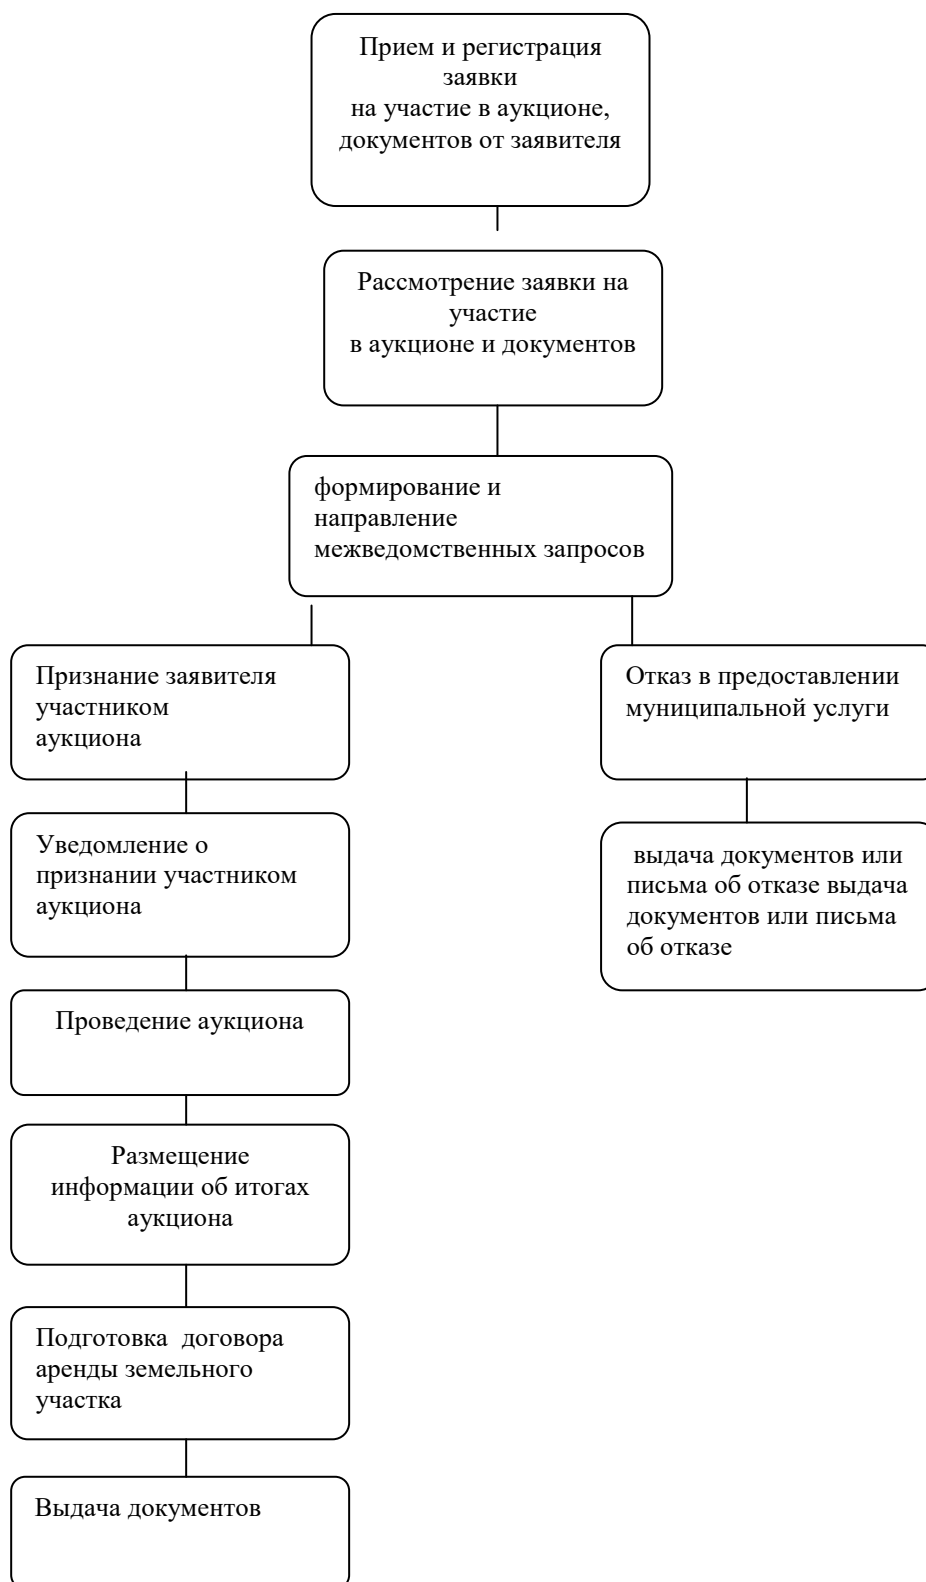 Прием и регистрация
заявки
на участие в аукционе,
документов от заявителя
Рассмотрение заявки на
участие
в аукционе и документов
формирование и
направление
межведомственных запросов
Признание заявителя
участником
аукциона
Отказ в предоставлении
муниципальной услуги
Уведомление о
признании участником
аукциона
выдача документов или
письма об отказе выдача
документов или письма
об отказе
Проведение аукциона
Размещение
информации об итогах
аукциона
Подготовка  договора
аренды земельного
участка
Выдача документов